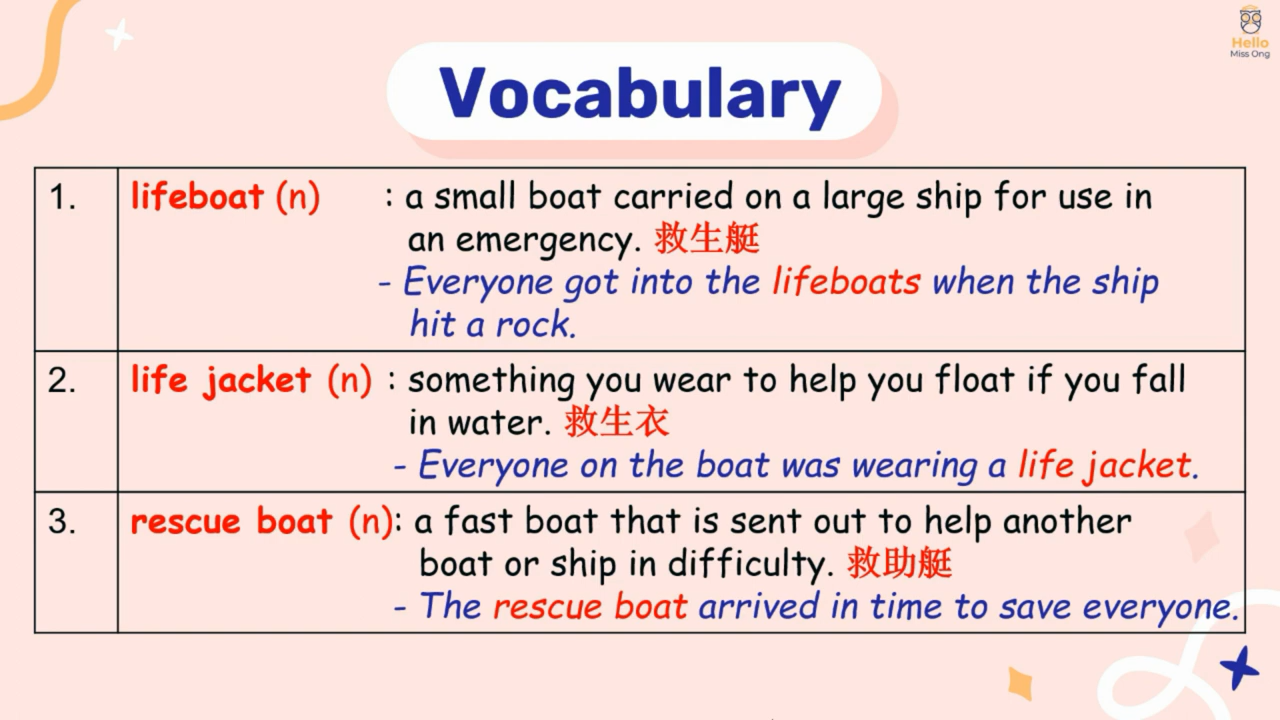 Hello
Miss Ong
Vocabulary
1. lifeboat (n) : a small boat carried on a large ship for use in
an emergency. 救生艇
- Everyone got into the lifeboats when the ship
hit a rock.
2. life jacket (n) : something you wear to help you float if you fall
in water. 救生衣
- Everyone on the boat was wearing a life jacket.
3. rescue boat (n): a fast boat that is sent out to help another
boat or ship in difficulty. 救助艇
- The rescue boat arrived in time to save everyone.